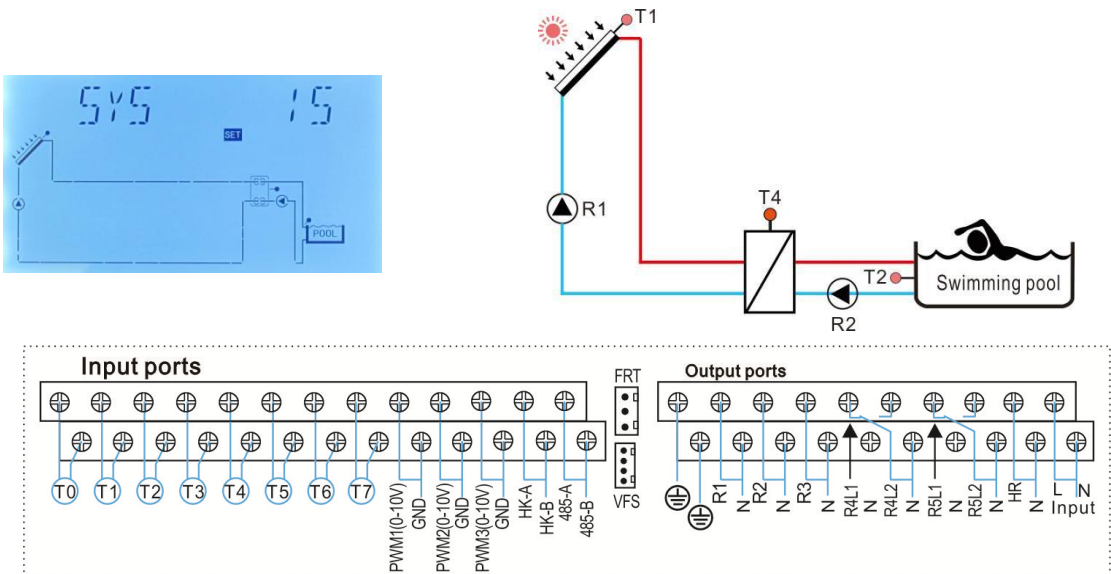 SYS 15
SET
POOL
T1
R1
T4
T2
R2
Swimming pool
Input ports
FRT
VFS
Output ports
T0 T1 T2 T3 T4 T5 T6 T7
PWM1(0-10V)
GND
PWM2(0-10V)
GND
PWM3(0-10V)
GND
HK-A
HK-B
485-A
485-B
R1
N
R2
N
R3
N
R4L1
N
R4L2
N
R5L1
N
R5L2
N
HR
N
L N
Input